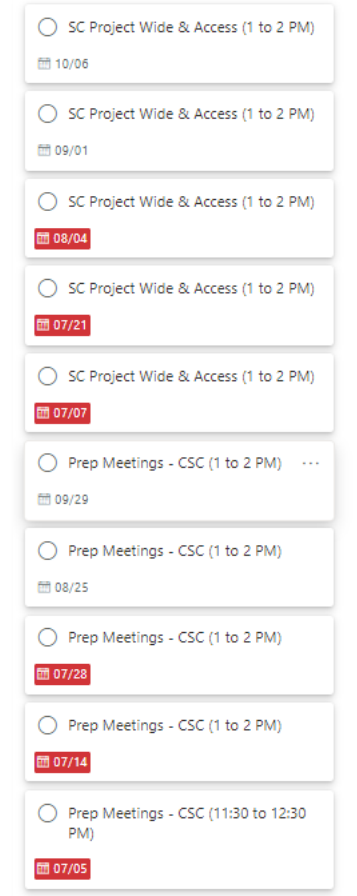 SC Project Wide & Access (1 to 2 PM)
10/06
SC Project Wide & Access (1 to 2 PM)
09/01
SC Project Wide & Access (1 to 2 PM)
08/04
SC Project Wide & Access (1 to 2 PM)
07/21
SC Project Wide & Access (1 to 2 PM)
07/07
Prep Meetings - CSC (1 to 2 PM) ...
09/29
Prep Meetings - CSC (1 to 2 PM)
08/25
Prep Meetings - CSC (1 to 2 PM)
07/28
Prep Meetings - CSC (1 to 2 PM)
07/14
Prep Meetings - CSC (11:30 to 12:30
PM)
07/05